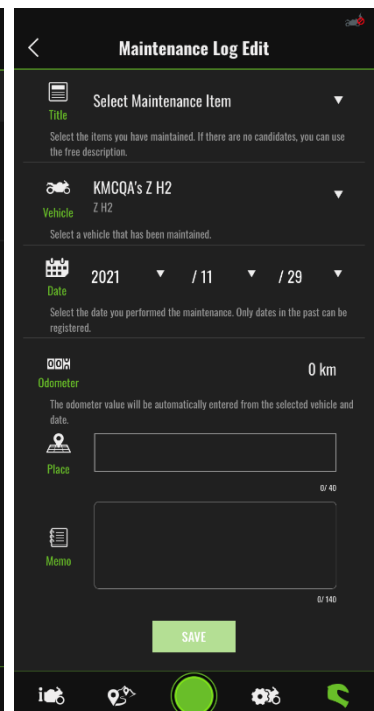 Maintenance Log Edit
Title
Select Maintenance Item
Select the items you have maintained. If there are no candidates, you can use
the free description.
KMCQA's Z H2
Vehicle
Z H2
Select a vehicle that has been maintained.
2021 / 11 / 29
Date
Select the date you performed the maintenance. Only dates in the past can be
registered.
0 km
Odometer
The odometer value will be automatically entered from the selected vehicle and
date.
Place
0/ 40
Memo
0/ 140
SAVE